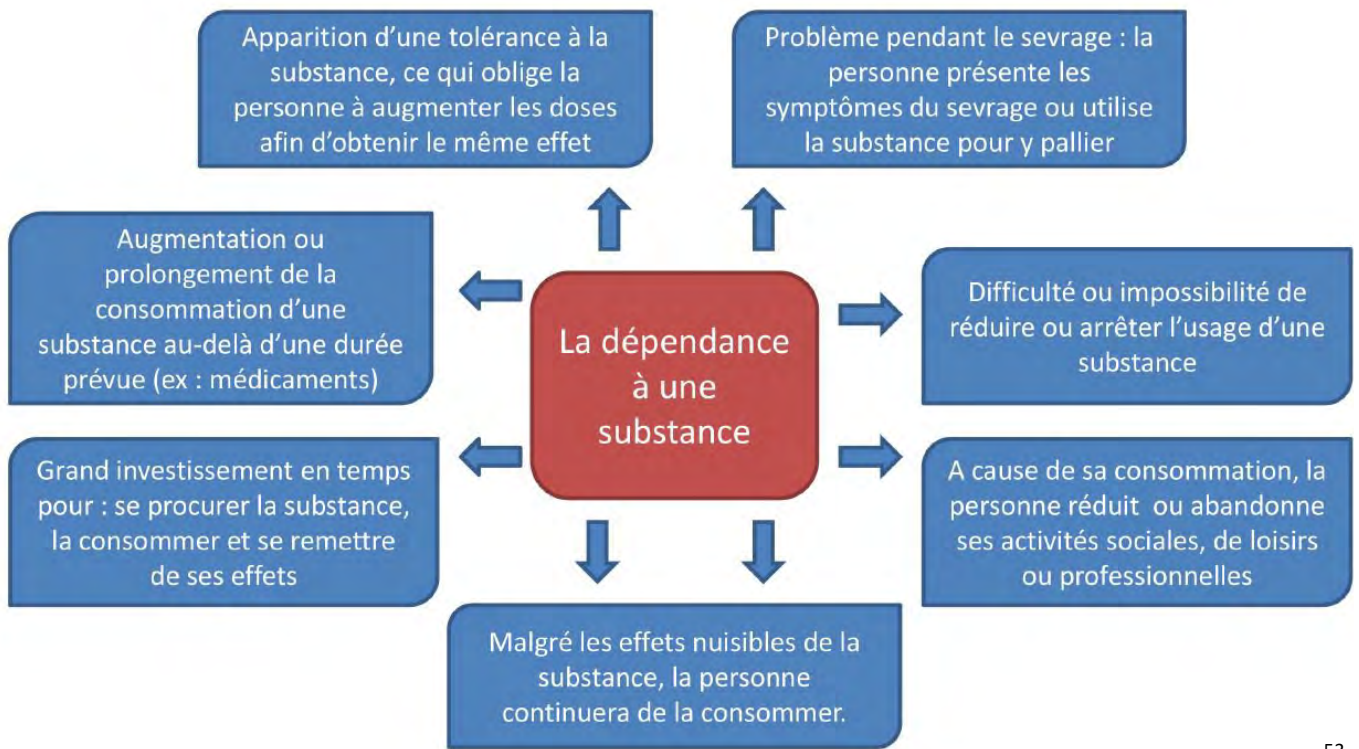 Apparition d'une tolérance à la
substance, ce qui oblige la
personne à augmenter les doses
afin d'obtenir le même effet
Problème pendant le sevrage : la
personne présente les
symptômes du sevrage ou utilise
la substance pour y pallier
Augmentation ou
prolongement de la
consommation d'une
substance au-delà d'une durée
prévue (ex : médicaments)
La dépendance
à une
substance
Difficulté ou impossibilité de
réduire ou arrêter l'usage d'une
substance
Grand investissement en temps
pour : se procurer la substance,
la consommer et se remettre
de ses effets
A cause de sa consommation, la
personne réduit ou abandonne
ses activités sociales, de loisirs
ou professionnelles
Malgré les effets nuisibles de la
substance, la personne
continuera de la consommer.